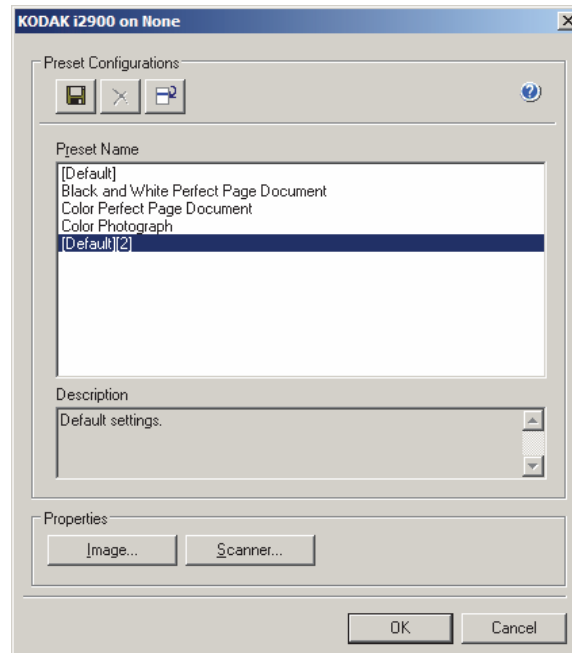 KODAK i2900 on None
Preset Configurations
Preset Name
[Default]
Black and White Perfect Page Document
Color Perfect Page Document
Color Photograph
[Default][2]
Description
Default settings.
Properties
Image... Scanner...
OK Cancel